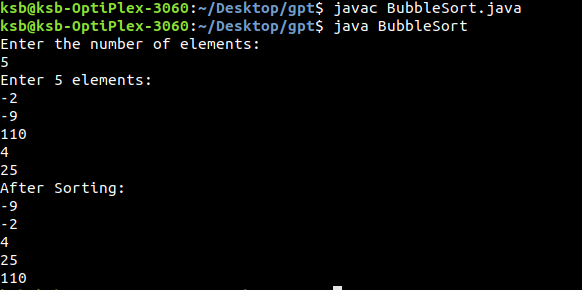 ksb@ksb-OptiPlex-3060:~/Desktop/gpt$ javac BubbleSort.java
ksb@ksb-OptiPlex-3060:~/Desktop/gpt$ java BubbleSort
Enter the number of elements:
5
Enter 5 elements:
-2
-9
110
4
25
After Sorting:
-9
-2
4
25
110